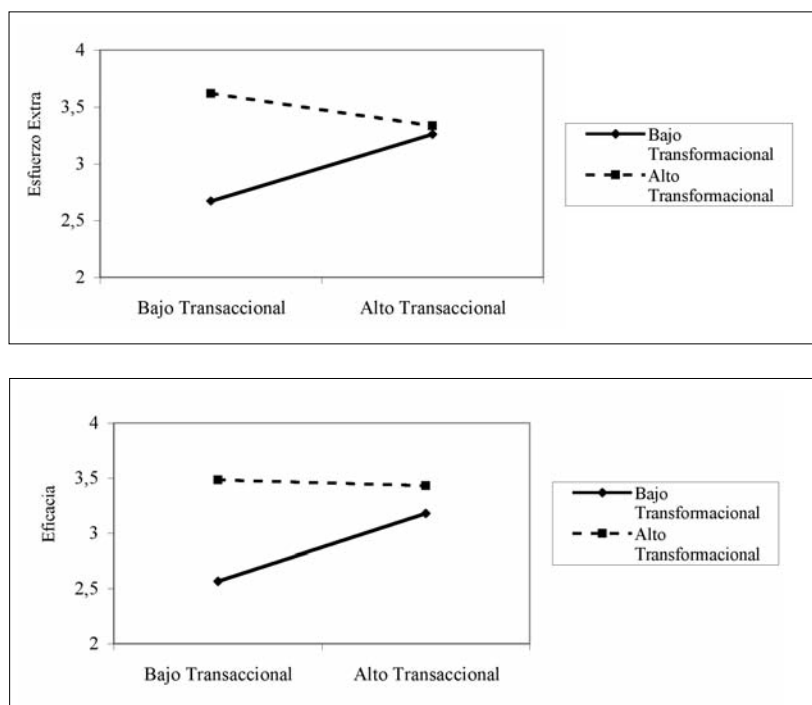 4
3,5
3
2,5
2
Esfuerzo Extra
Bajo Transaccional
Alto Transaccional
Bajo
Transformacional
Alto
Transformacional
4
3,5
3
2,5
2
Eficacia
Bajo Transaccional
Alto Transaccional
Bajo
Transformacional
Alto
Transformacional